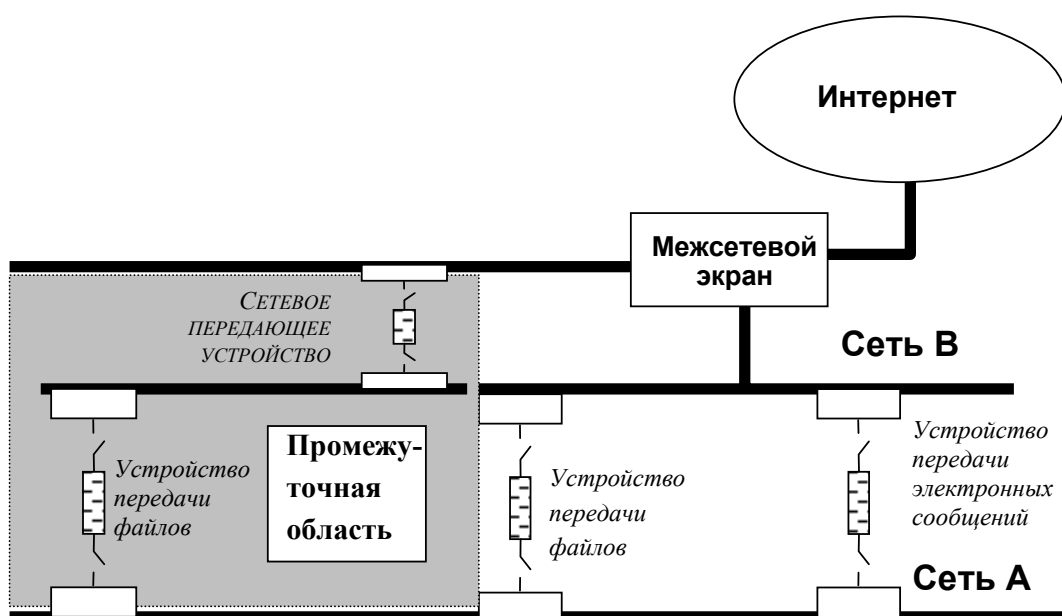 Интернет
Межсетевой
экран
СЕТЕВОЕ
ПЕРЕДАЮЩЕЕ
УСТРОЙСТВО
Сеть В
Устройство
передачи
файлов
Промежу-
точная
область
Устройство
передачи
файлов
Устройство
передачи
электронных
сообщений
Сеть А